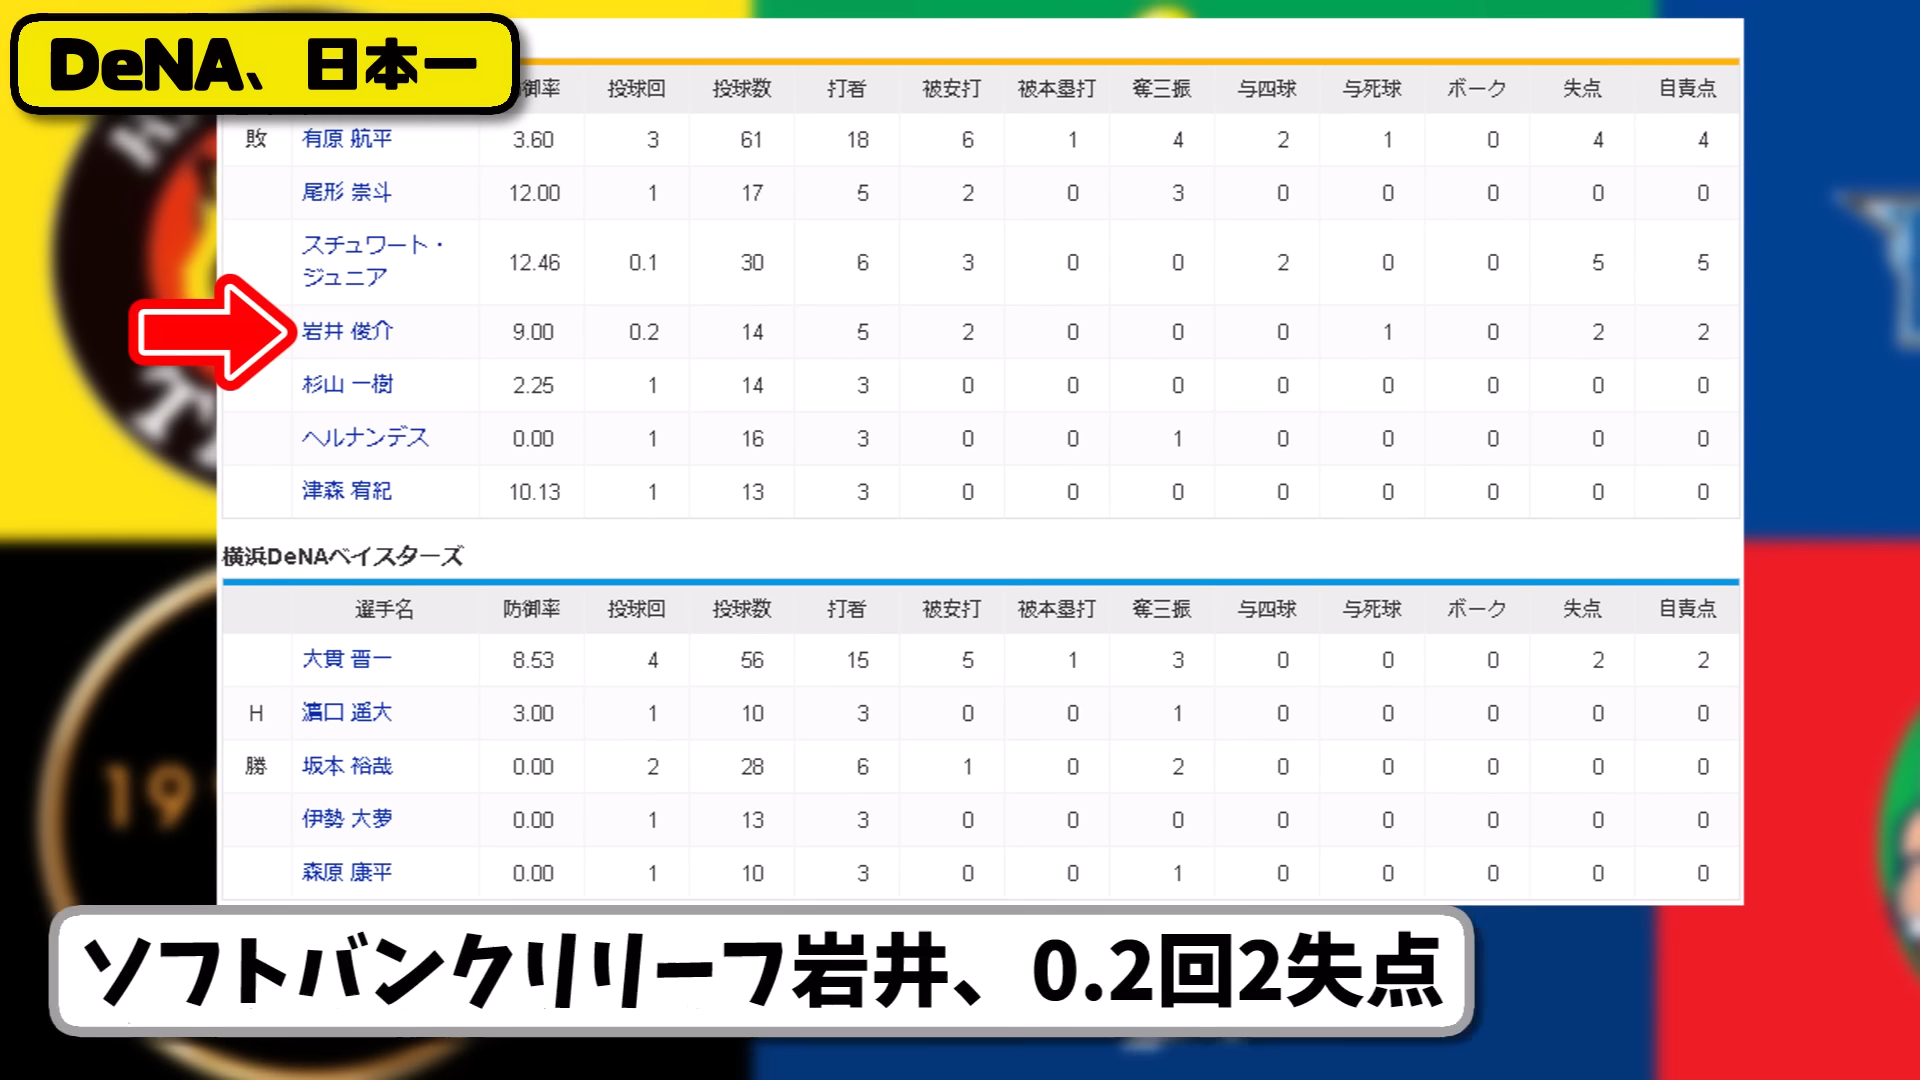 DeNA、日本一
御率 投球回 投球数 打者 被安打 被本塁打 奪三振 与四球 与死球 ボーク 失点 自責点
敗 有原 航平 3.60 3 61 18 6 1 4 2 1 0 4 4
尾形 崇斗 12.00 1 17 5 2 0 3 0 0 0 0 0
スチュワート・
ジュニア 12.46 0.1 30 6 3 0 0 2 0 0 5 5
岩井 俊介 9.00 0.2 14 5 2 0 0 0 1 0 2 2
杉山 一樹 2.25 1 14 3 0 0 0 0 0 0 0 0
ヘルナンデス 0.00 1 16 3 0 0 1 0 0 0 0 0
津森 宥紀 10.13 1 13 3 0 0 0 0 0 0 0 0
横浜DeNAベイスターズ
選手名 防御率 投球回 投球数 打者 被安打 被本塁打 奪三振 与四球 与死球 ボーク 失点 自責点
大貫 晋一 8.53 4 56 15 5 1 3 0 0 0 2 2
H 濵口 遥大 3.00 1 10 3 0 0 1 0 0 0 0 0
勝 坂本 裕哉 0.00 2 28 6 1 0 2 0 0 0 0 0
伊勢 大夢 0.00 1 13 3 0 0 0 0 0 0 0 0
森原 康平 0.00 1 10 3 0 0 1 0 0 0 0 0
19
ソフトバンクリリーフ岩井、0.2回2失点